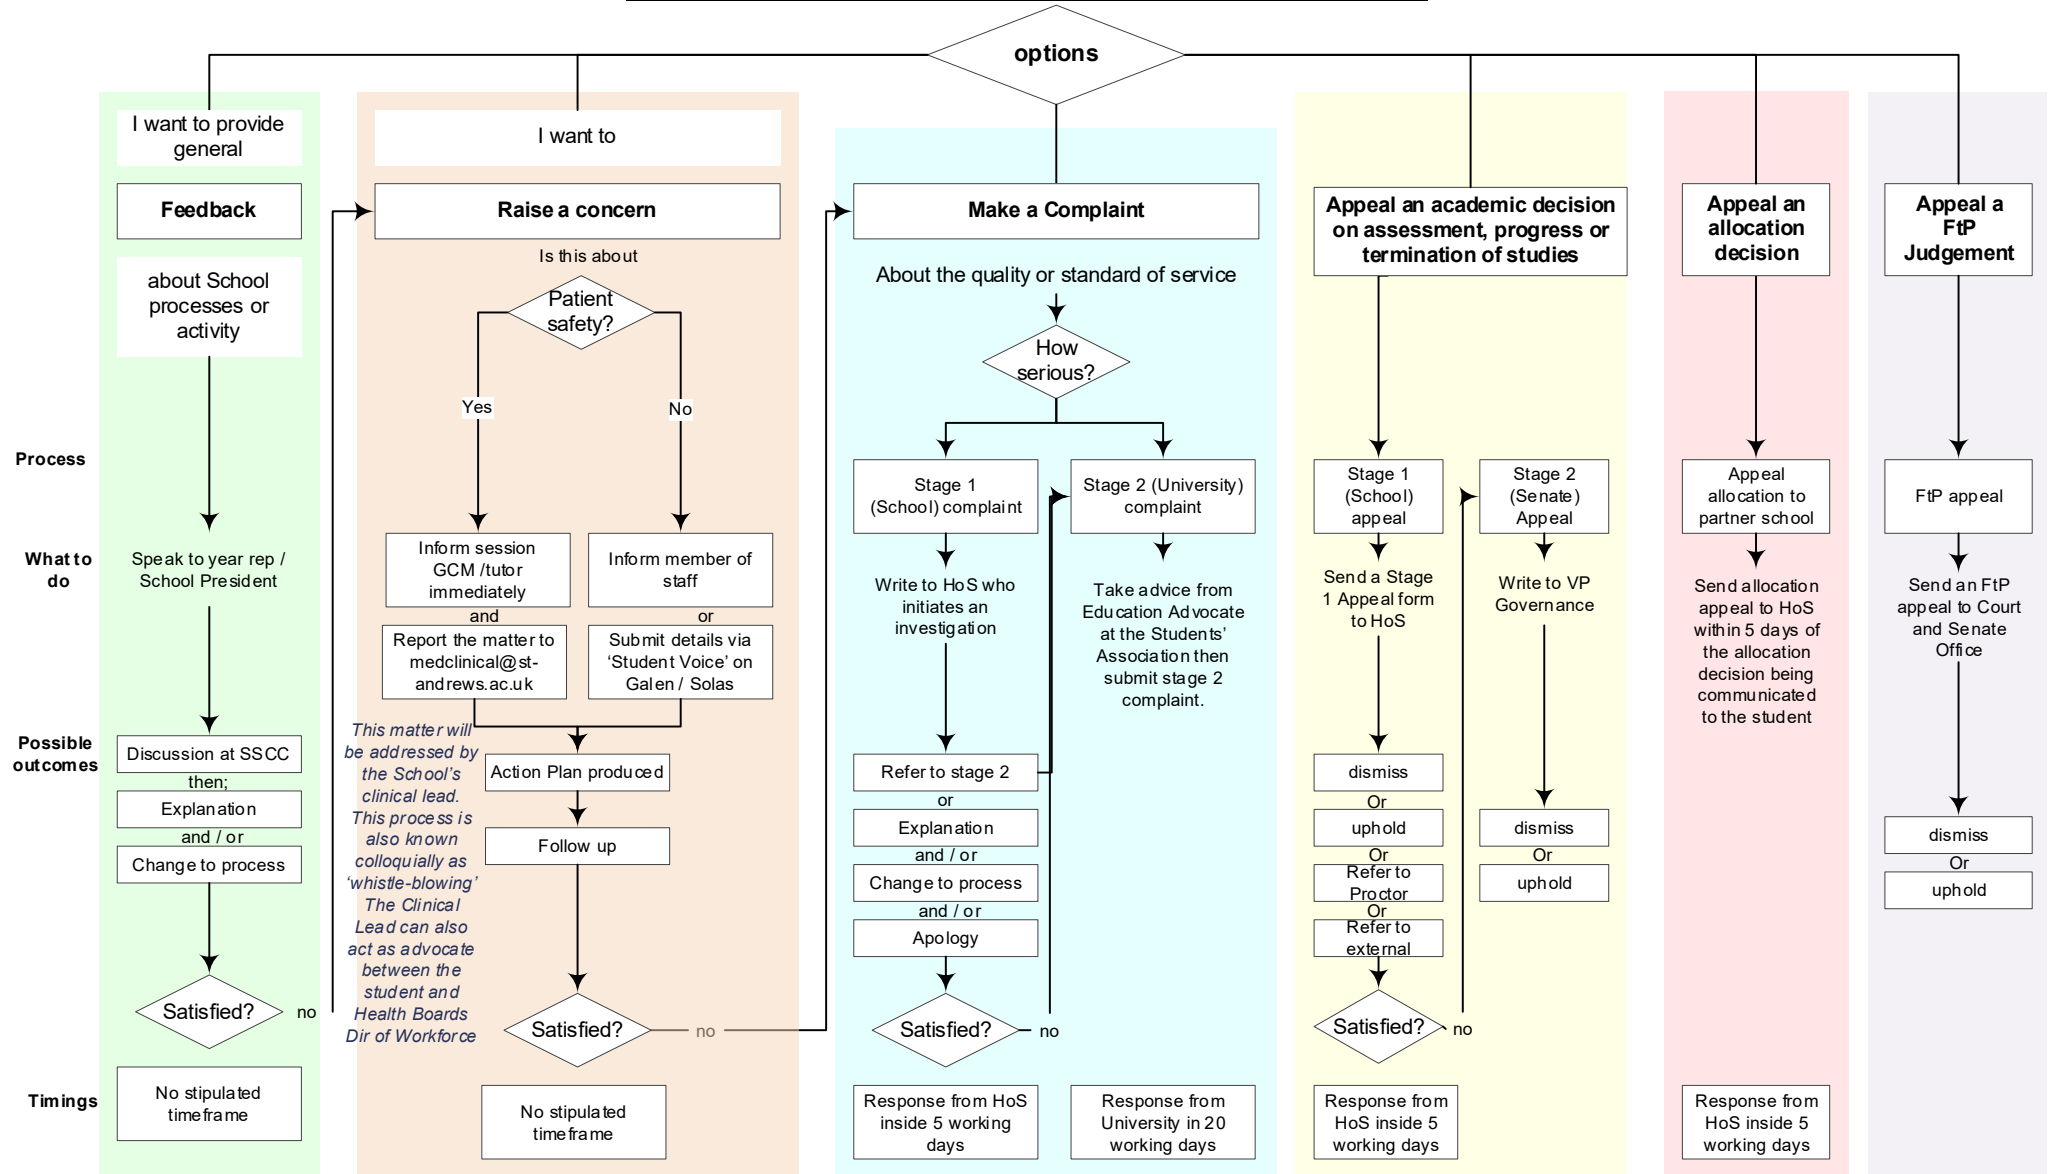 options
I want to provide
general
Feedback
about School
processes or
activity
Speak to year rep /
School President
Discussion at SSCC
then;
Explanation
and / or
Change to process
Satisfied?
no
No stipulated
timeframe
Process
What to
do
Possible
outcomes
Timings
I want to
Raise a concern
Is this about
Patient
safety?
Yes
No
Inform session
GCM /tutor
immediately
and
Report the matter to
medclinical@st-
andrews.ac.uk
Inform member of
staff
or
Submit details via
‘Student Voice’ on
Galen / Solas
This matter will
be addressed by
the School’s
clinical lead.
This process is
also known
colloquially as
‘whistle-blowing’
The Clinical
Lead can also
act as advocate
between the
student and
Health Boards
Dir of Workforce
Action Plan produced
Follow up
Satisfied?
no
No stipulated
timeframe
Make a Complaint
About the quality or standard of service
How
serious?
Stage 1
(School) complaint
Write to HoS who
initiates an
investigation
Refer to stage 2
or
Explanation
and / or
Change to process
and / or
Apology
Satisfied?
no
Response from HoS
inside 5 working
days
Stage 2 (University)
complaint
Take advice from
Education Advocate
at the Students’
Association then
submit stage 2
complaint.
Response from
University in 20
working days
Appeal an academic decision
on assessment, progress or
termination of studies
Stage 1
(School)
appeal
Send a Stage
1 Appeal form
to HoS
dismiss
Or
uphold
Or
Refer to
Proctor
Or
Refer to
external
Satisfied?
no
Response from
HoS inside 5
working days
Stage 2
(Senate)
Appeal
Write to VP
Governance
dismiss
Or
uphold
Appeal an
allocation
decision
Appeal
allocation to
partner school
Send allocation
appeal to HoS
within 5 days of
the allocation
decision being
communicated
to the student
Response from
HoS inside 5
working days
Appeal a
FtP
Judgement
FtP appeal
Send an FtP
appeal to Court
and Senate
Office
dismiss
Or
uphold